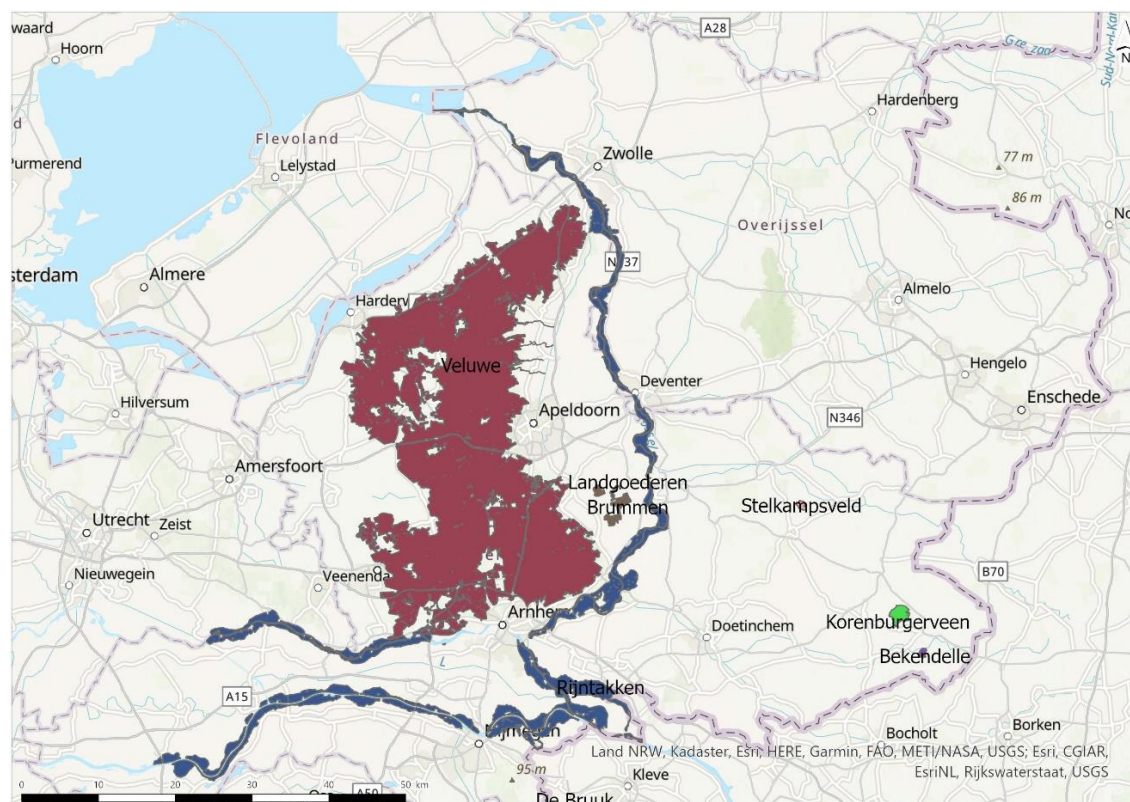 waard
Hoorn
A28
Hardenberg
Flevoland
Lelystad
Purmerend
Zwolle
77 m
86 m
Overijssel
sterdam
Almere
Harderv
Almelo
Veluwe
Hengelo
Deventer
Enschede
Hilversum
Apeldoorn
N346
Amersfoort
Landgoederen
Brummen
Stelkampsveld
Utrecht
Zeist
B70
Nieuwegein
Veenenda
Arnhem
Korenburgerveen
Doetinchem
Bekendelle
A15
Rijntakken
Nijmegen
Borken
Bocholt
Land NRW, Kadaster, Esri, HERE, Garmin, FAO, METI/NASA, USGS; Esri, CGIAR,
EsriNL, Rijkswaterstaat, USGS
95 m
Kleve
0 10 20 30 40 50 km
A50
De Bruuk